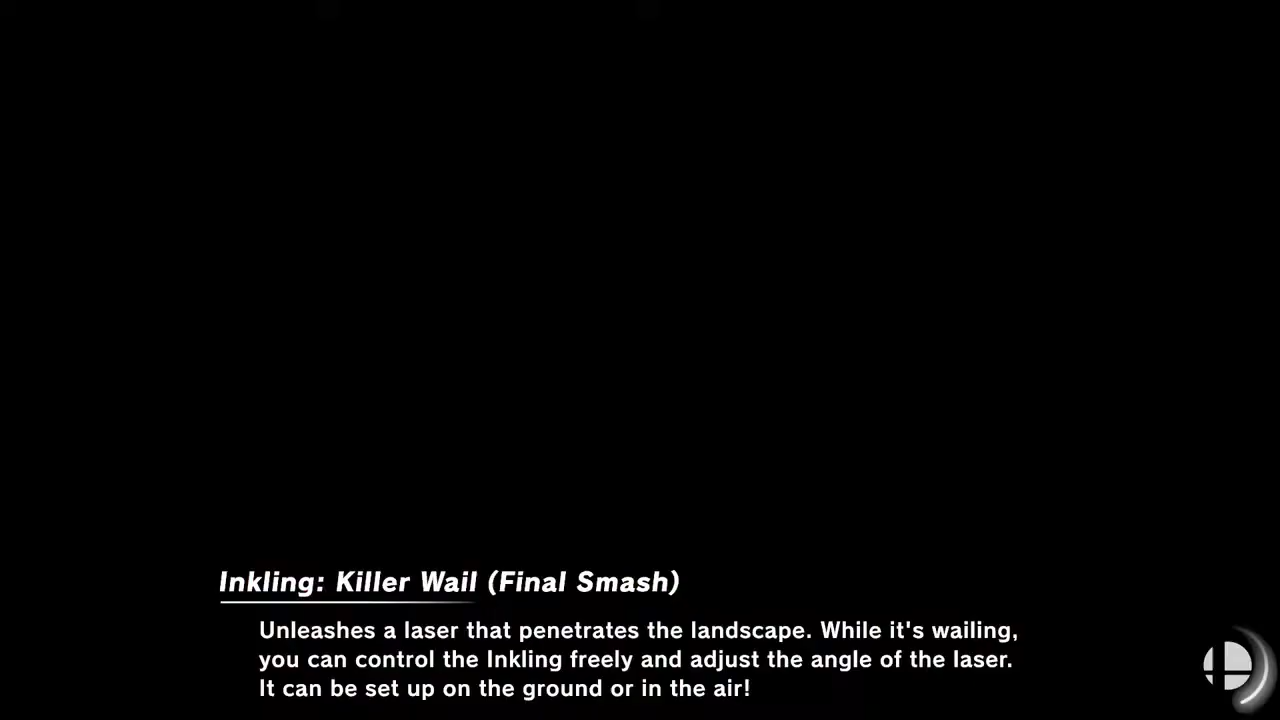 Inkling: Killer Wail (Final Smash)
Unleashes a laser that penetrates the landscape. While it's wailing,
you can control the Inkling freely and adjust the angle of the laser.
It can be set up on the ground or in the air!